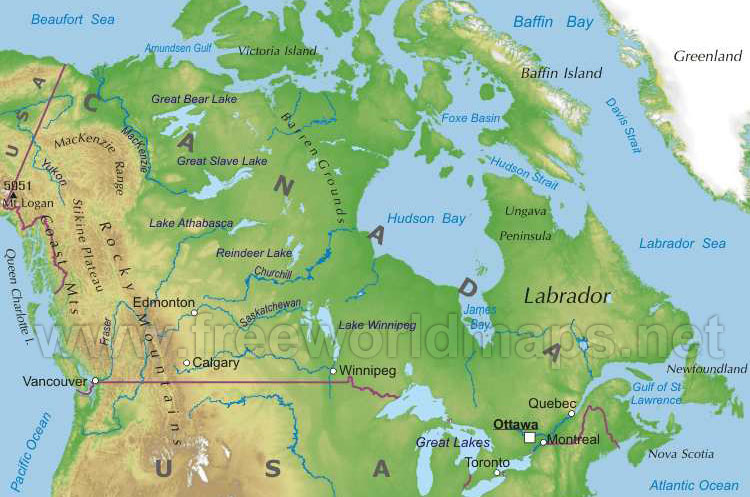 Beaufort Sea
Baffin Bay
Greenland
Amundsen Gulf
Victoria Island
Baffin Island
USA
CANADA
Great Bear Lake
Davis Strait
Foxe Basin
MacKenzie
MacKenzie Range
Barren Grounds
Great Slave Lake
Hudson Strait
Yukon
5951
Mt. Logan
Stikine Plateau
Coast Mts
Rocky Mountains
Lake Athabasca
Hudson Bay
Ungava
Peninsula
Labrador Sea
Reindeer Lake
Churchill
Queen Charlotte I.
Edmonton
Saskatchewan
James
Bay
Labrador
Fraser
Lake Winnipeg
www.freeworldmaps.net
Calgary
Winnipeg
Newfoundland
Vancouver
Gulf of St
Lawrence
Quebec
Ottawa
Great Lakes
Montreal
Nova Scotia
Pacific Ocean
USA
Toronto
Atlantic Ocean